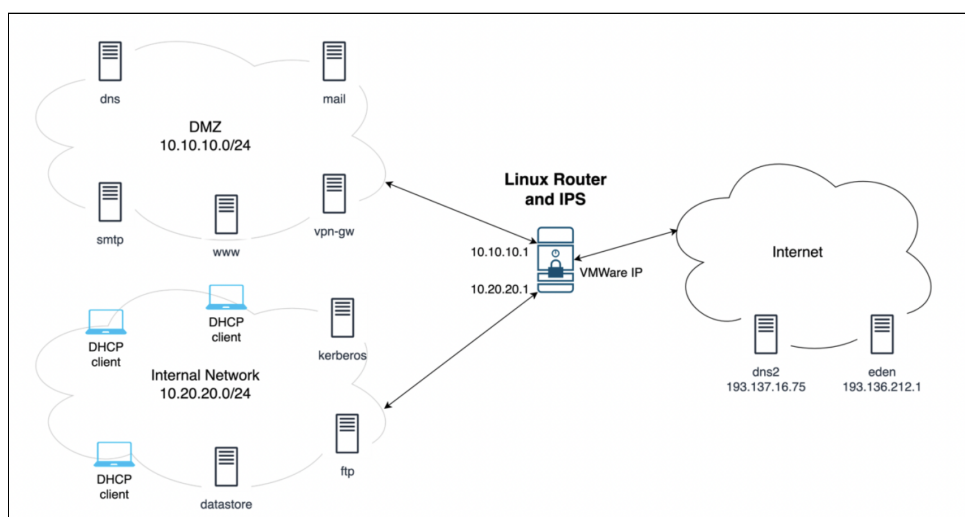 dns
mail
DMZ
10.10.10.0/24
smtp
www
vpn-gw
Linux Router
and IPS
10.10.10.1
VMWare IP
10.20.20.1
Internet
dns2
193.137.16.75
eden
193.136.212.1
DHCP
client
DHCP
client
kerberos
Internal Network
10.20.20.0/24
DHCP
client
datastore
ftp